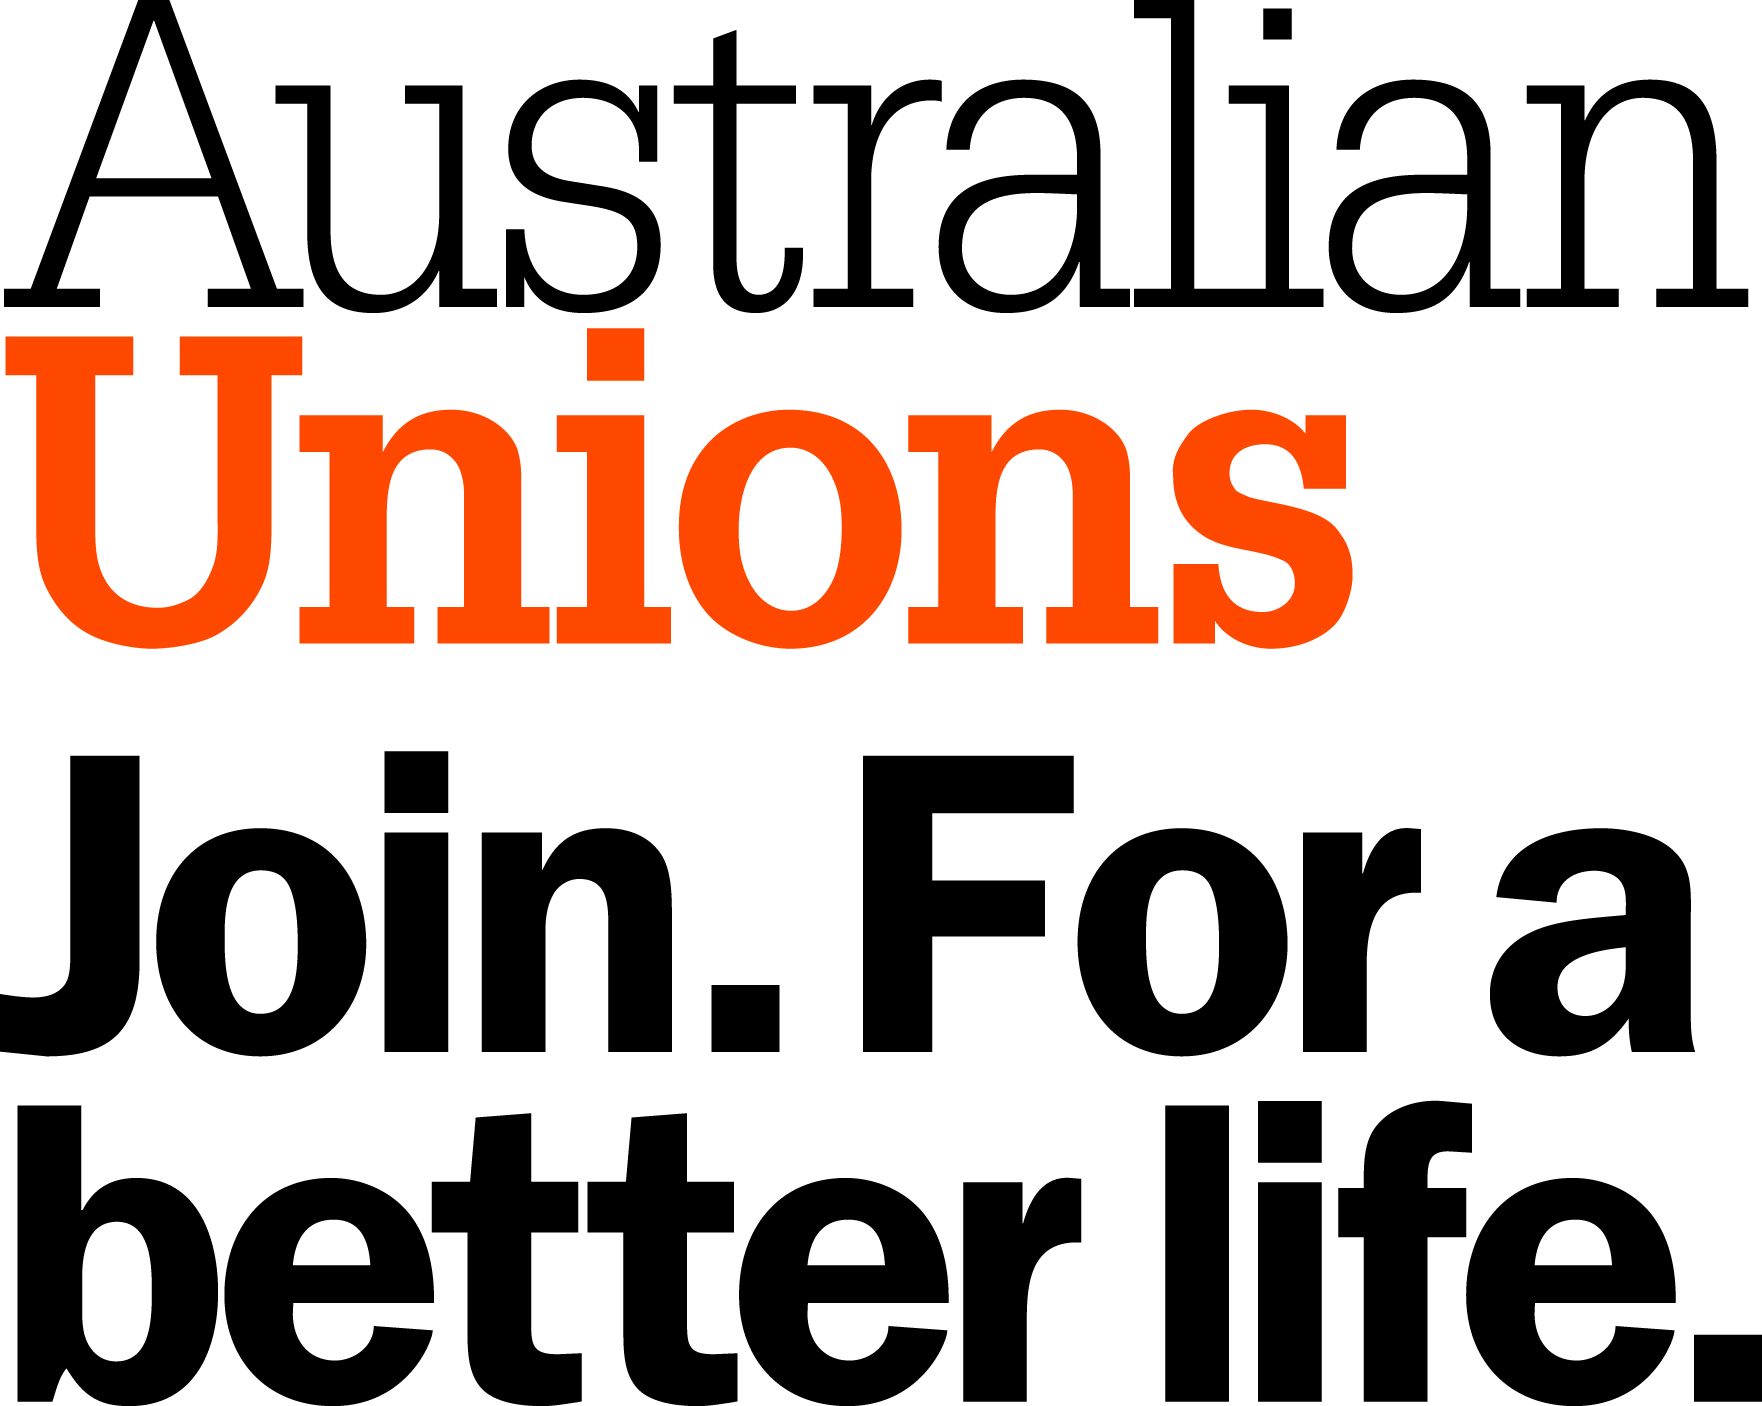 Australian
Unions
Join. For a
better life.